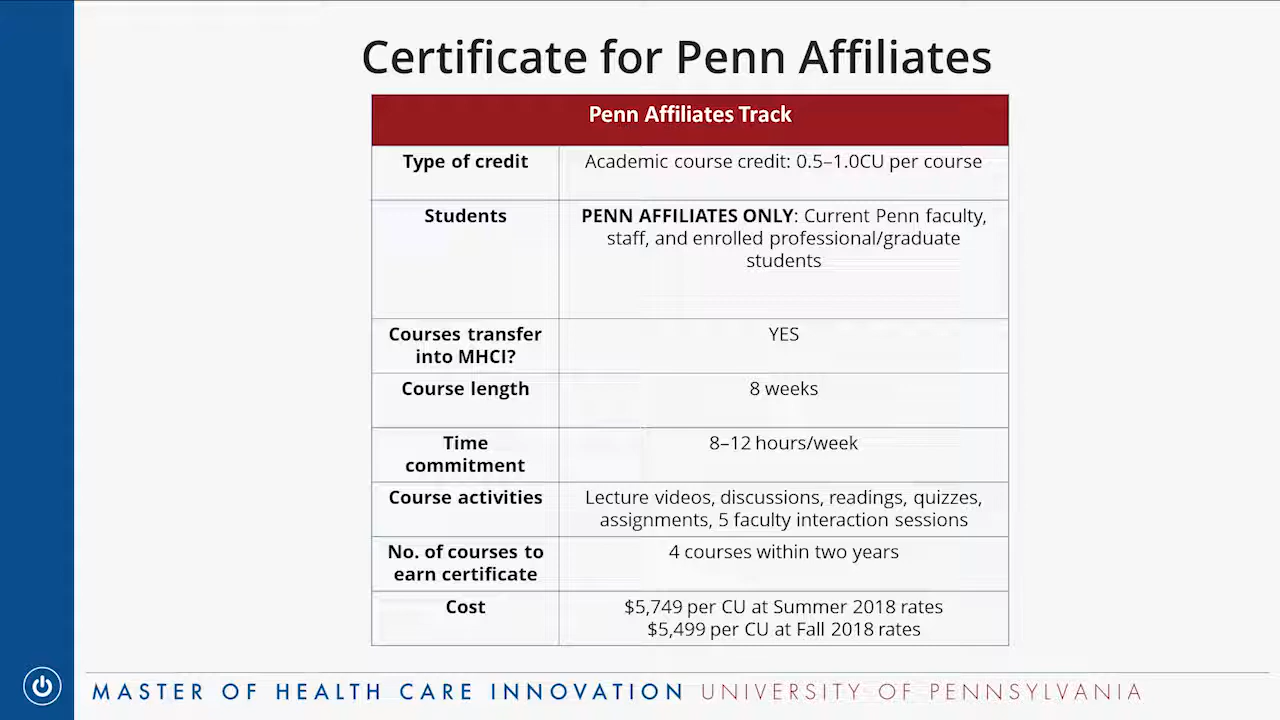 Certificate for Penn Affiliates
Penn Affiliates Track
Type of credit
Academic course credit: 0.5–1.0CU per course
Students
PENN AFFILIATES ONLY: Current Penn faculty,
staff, and enrolled professional/graduate
students
Courses transfer
into MHCI?
YES
Course length
8 weeks
Time
commitment
8–12 hours/week
Course activities
Lecture videos, discussions, readings, quizzes,
assignments, 5 faculty interaction sessions
No. of courses to
earn certificate
4 courses within two years
Cost
$5,749 per CU at Summer 2018 rates
$5,499 per CU at Fall 2018 rates
MASTER OF HEALTH CARE INNOVATION UNIVERSITY OF PENNSYLVANIA